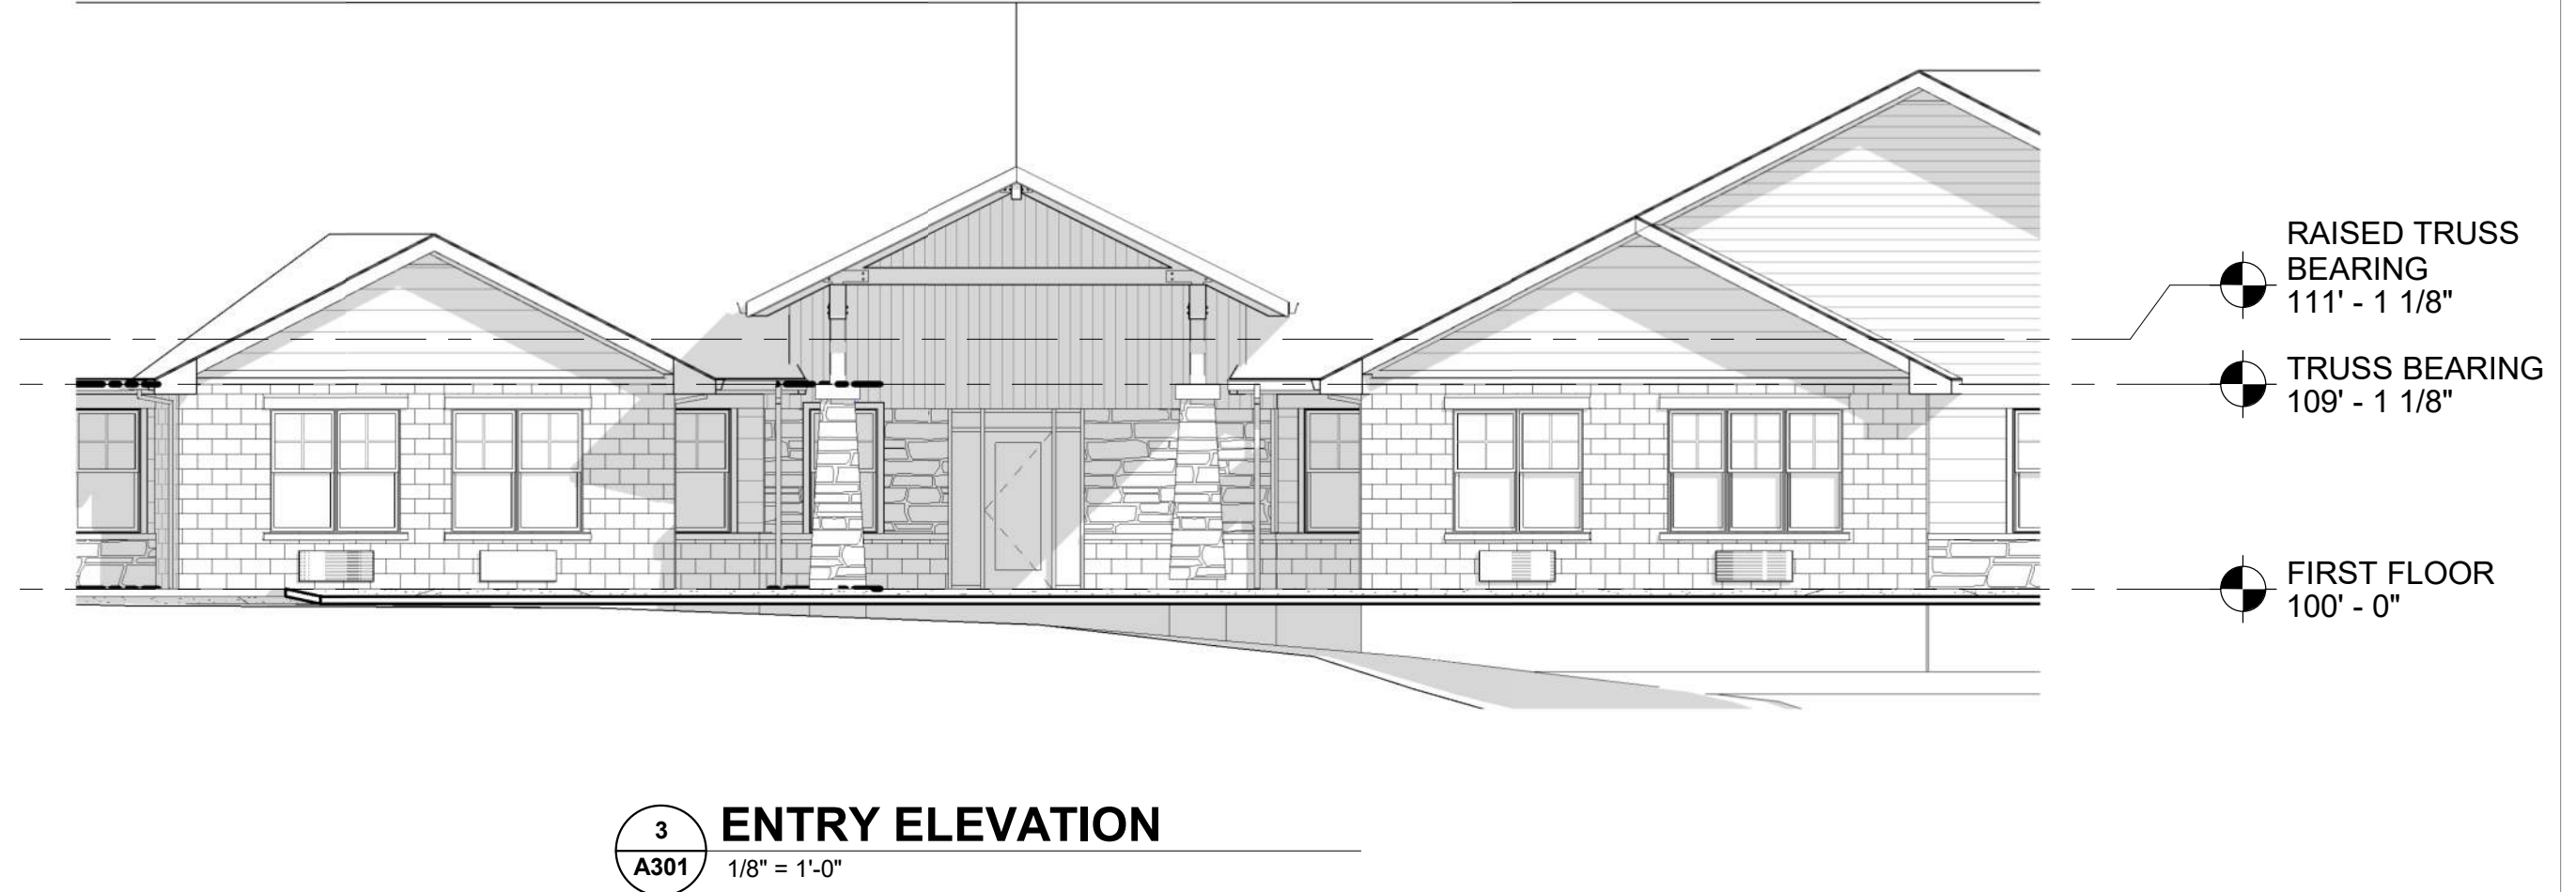 RAISED TRUSS
BEARING
111' - 1 1/8"
TRUSS BEARING
109' - 1 1/8"
FIRST FLOOR
100' - 0"
3
A301
ENTRY ELEVATION
1/8" = 1'-0"